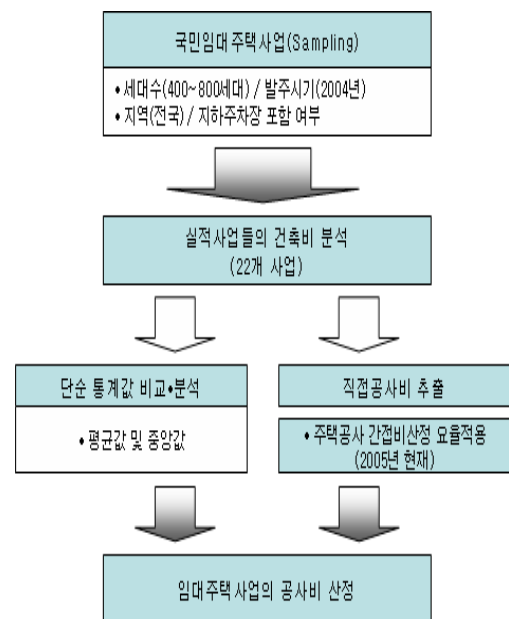 국민임대주택사업(Sampling)
• 세대수(400~800세대) / 발주시기(2004년)
• 지역(전국) / 지하주차장 포함 여부
실적사업들의 건축비 분석
(22개 사업)
단순 통계값 비교•분석
• 평균값 및 중앙값
직접공사비 추출
• 주택공사 간접비산정 요율적용
(2005년 현재)
임대주택사업의 공사비 산정